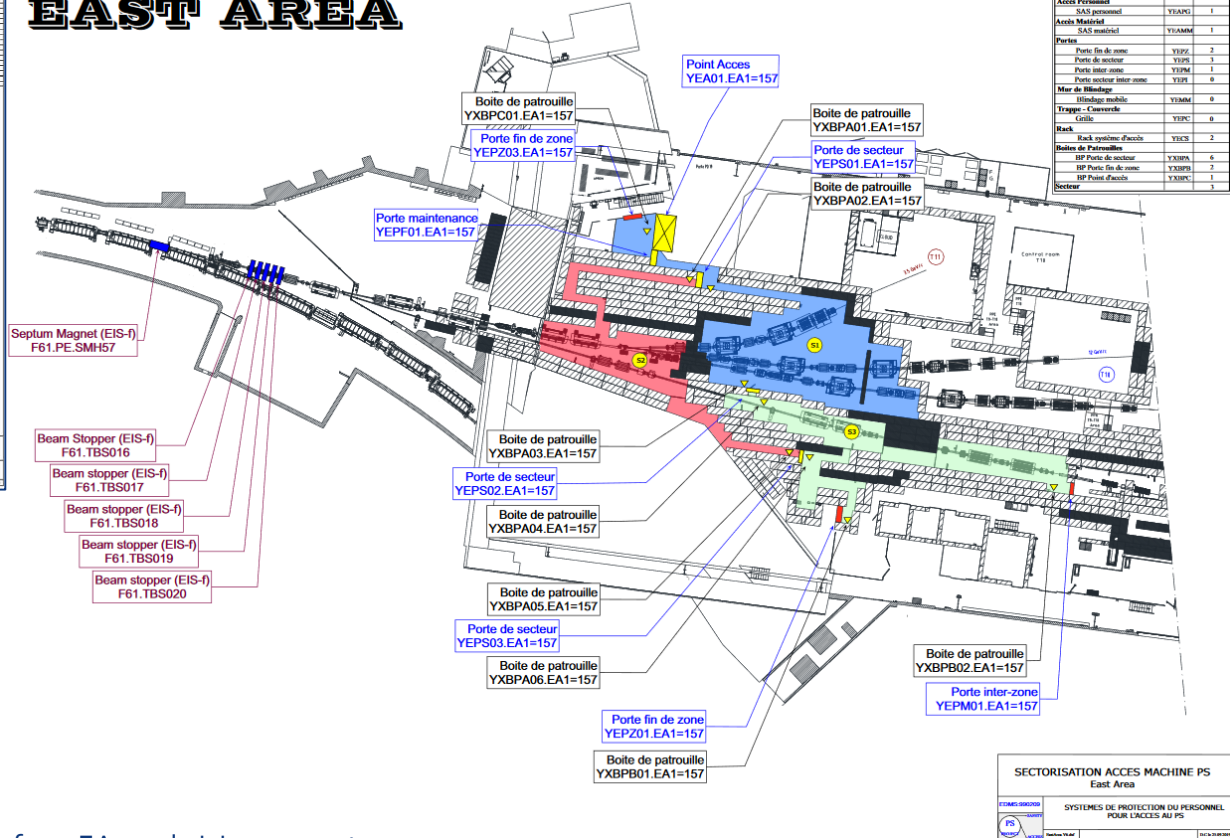 EAST AREA
Accès Personnel
SAS personnel YEAPG 1
Accès Matériel
SAS matériel YEAMM 1
Portes
Porte fin de zone YEPZ 2
Porte de secteur YEPS 3
Porte inter-zone YEPM 1
Porte secteur inter-zone YEPI 0
Mur de Blindage
Blindage mobile YEMM 0
Trappe - Couvercle
Grille YEPC 0
Rack
Rack système d'accès YECS 2
Boites de Patrouilles
BP Porte de secteur YXBPA 6
BP Porte fin de zone YXBPB 2
BP Point d'accès YXBPC 1
Secteur 3
Point Acces
YEA01.EA1=157
Boite de patrouille
YXBPC01.EA1=157
Porte fin de zone
YEPZ03.EA1=157
Boite de patrouille
YXBPA01.EA1=157
Porte de secteur
YEPS01.EA1=157
Boite de patrouille
YXBPA02.EA1=157
Porte maintenance
YEPF01.EA1=157
T11
3.5 GeV/c
Control room
T10
12 GeV/c
T10
S1
S2
S3
Septum Magnet (EIS-f)
F61.PE.SMH57
Beam Stopper (EIS-f)
F61.TBS016
Beam stopper (EIS-f)
F61.TBS017
Beam stopper (EIS-f)
F61.TBS018
Beam stopper (EIS-f)
F61.TBS019
Beam stopper (EIS-f)
F61.TBS020
Boite de patrouille
YXBPA03.EA1=157
Porte de secteur
YEPS02.EA1=157
Boite de patrouille
YXBPA04.EA1=157
Boite de patrouille
YXBPA05.EA1=157
Porte de secteur
YEPS03.EA1=157
Boite de patrouille
YXBPA06.EA1=157
Porte fin de zone
YEPZ01.EA1=157
Boite de patrouille
YXBPB01.EA1=157
Boite de patrouille
YXBPB02.EA1=157
Porte inter-zone
YEPM01.EA1=157
SECTORISATION ACCES MACHINE PS
East Area
EDMS:990209
SYSTEMES DE PROTECTION DU PERSONNEL
POUR L'ACCES AU PS
PS
SAFETY
PROJECT